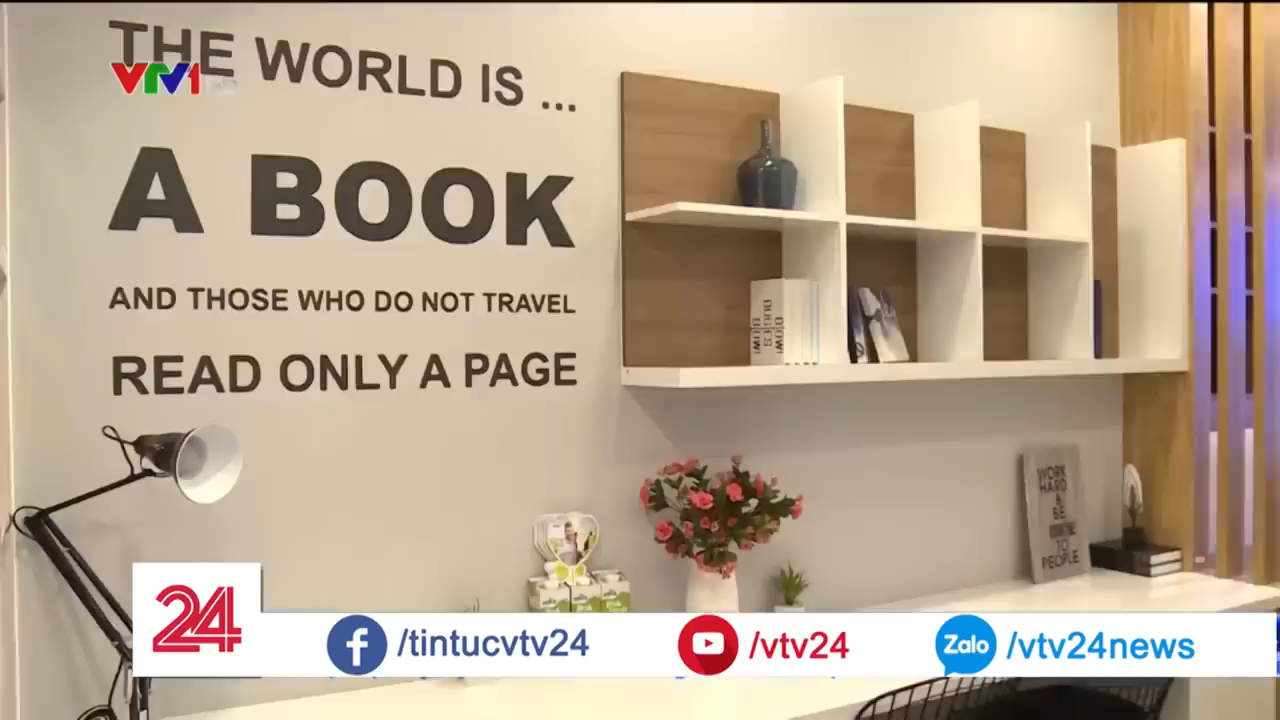 THE WORLD IS ...
VTV1
A BOOK
AND THOSE WHO DO NOT TRAVEL
READ ONLY A PAGE
WORK
HARD
&
BE
TO
PEOPLE
24
/tintucvtv24
/vtv24
Zalo /vtv24news